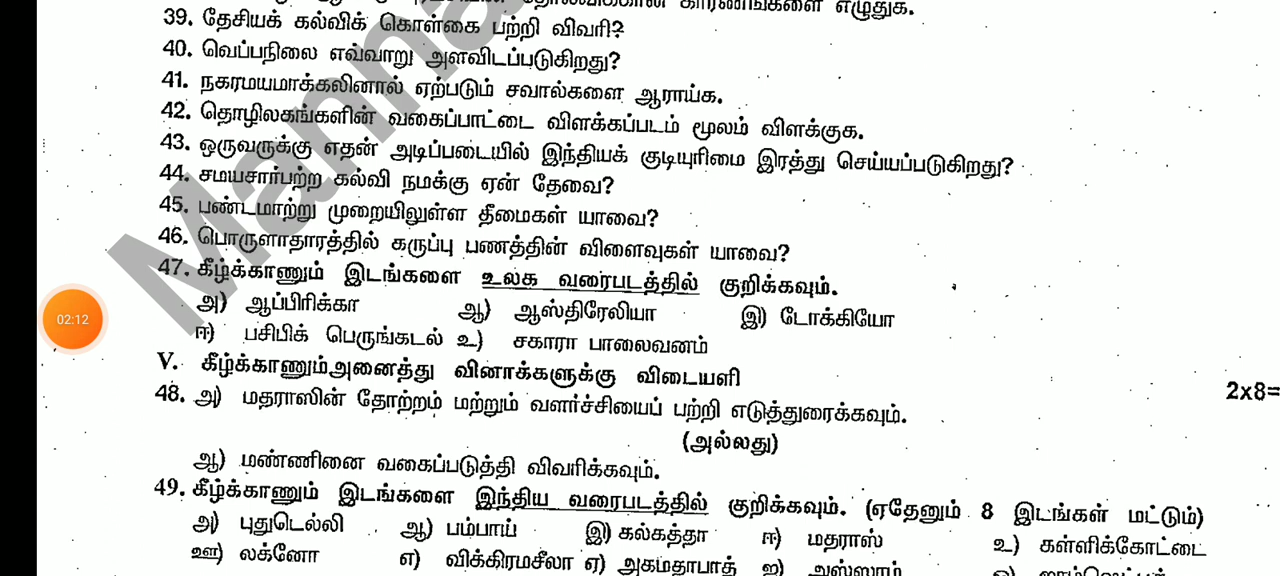 காரணங்களை எழுதுக.
39. தேசியக் கல்விக் கொள்கை பற்றி விவரி?
40. வெப்பநிலை எவ்வாறு அளவிடப்படுகிறது?
41. நகரமயமாக்கலினால் ஏற்படும் சவால்களை ஆராய்க.
42. தொழிலகங்களின் வகைப்பாட்டை விளக்கப்படம் மூலம் விளக்குக.
43. ஒருவருக்கு எதன் அடிப்படையில் இந்தியக் குடியுரிமை இரத்து செய்யப்படுகிறது?
44. சமயசார்பற்ற கல்வி நமக்கு ஏன் தேவை?
45. பண்டமாற்று முறையிலுள்ள தீமைகள் யாவை?
46. பொருளாதாரத்தில் கருப்பு பணத்தின் விளைவுகள் யாவை?
47. கீழ்க்காணும் இடங்களை உலக வரைபடத்தில் குறிக்கவும்.
அ) ஆப்பிரிக்கா ஆ) ஆஸ்திரேலியா இ) டோக்கியோ
02:12
ஈ) பசிபிக் பெருங்கடல் உ) சகாரா பாலைவனம்
V. கீழ்க்காணும்அனைத்து வினாக்களுக்கு விடையளி 2x8=
48. அ) மதராஸின் தோற்றம் மற்றும் வளர்ச்சியைப் பற்றி எடுத்துரைக்கவும்.
(அல்லது)
ஆ) மண்ணினை வகைப்படுத்தி விவரிக்கவும்.
49. கீழ்க்காணும் இடங்களை இந்திய வரைபடத்தில் குறிக்கவும். (ஏதேனும் 8 இடங்கள் மட்டும்)
அ) புதுடெல்லி ஆ) பம்பாய் இ) கல்கத்தா ஈ) மதராஸ் உ) கள்ளிக்கோட்டை
ஊ) லக்னோ எ) விக்கிரமசீலா ஏ) அகமதாபாத் ஐ) அஸ்ஸாம்